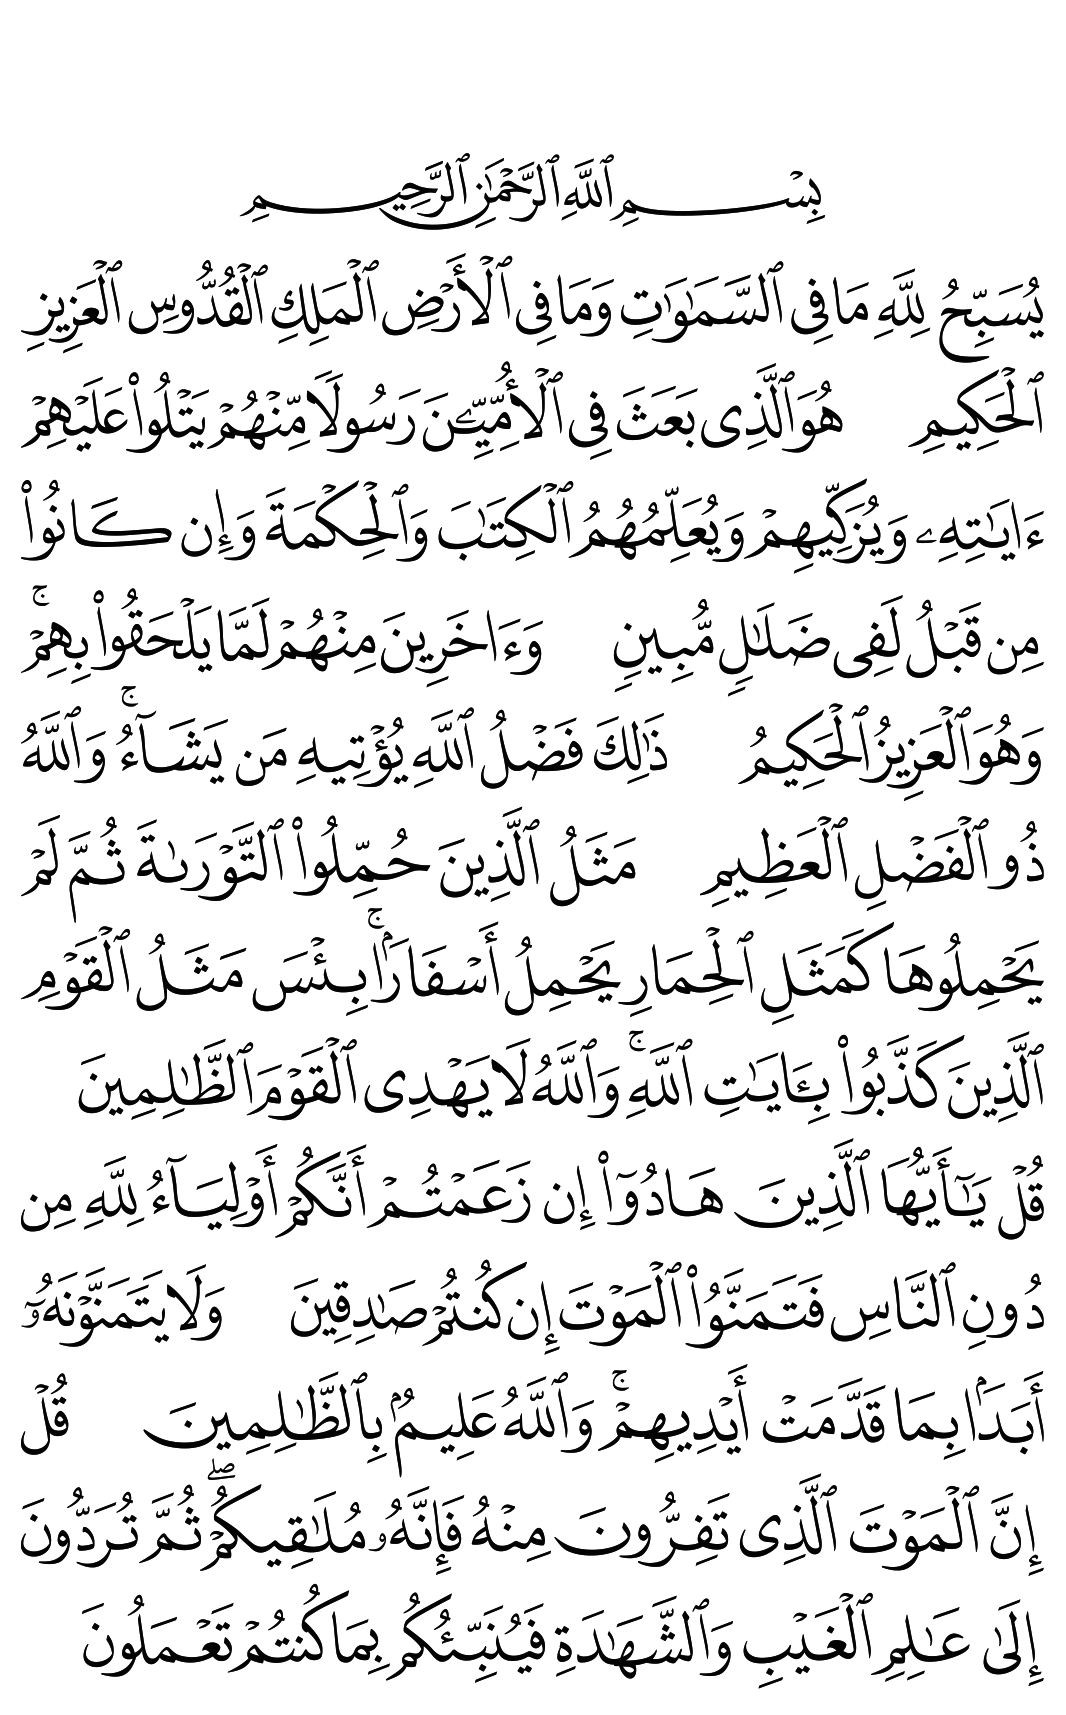 بِسْمِ ٱللَّهِ ٱلرَّحْمَٰنِ ٱلرَّحِيمِ
يُسَبِّحُ لِلَّهِ مَا فِى ٱلسَّمَٰوَٰتِ وَمَا فِى ٱلْأَرْضِ ٱلْمَلِكِ ٱلْقُدُّوسِ ٱلْعَزِيزِ
ٱلْحَكِيمِ هُوَ ٱلَّذِى بَعَثَ فِى ٱلْأُمِّيِّـۧنَ رَسُولًا مِّنْهُمْ يَتْلُوا۟ عَلَيْهِمْ
ءَايَٰتِهِۦ وَيُزَكِّيهِمْ وَيُعَلِّمُهُمُ ٱلْكِتَٰبَ وَٱلْحِكْمَةَ وَإِن كَانُوا۟
مِن قَبْلُ لَفِى ضَلَٰلٍ مُّبِينٍ وَءَاخَرِينَ مِنْهُمْ لَمَّا يَلْحَقُوا۟ بِهِمْ ۚ
وَهُوَ ٱلْعَزِيزُ ٱلْحَكِيمُ ذَٰلِكَ فَضْلُ ٱللَّهِ يُؤْتِيهِ مَن يَشَآءُ ۚ وَٱللَّهُ
ذُو ٱلْفَضْلِ ٱلْعَظِيمِ مَثَلُ ٱلَّذِينَ حُمِّلُوا۟ ٱلتَّوْرَىٰةَ ثُمَّ لَمْ
يَحْمِلُوهَا كَمَثَلِ ٱلْحِمَارِ يَحْمِلُ أَسْفَارًۢا ۚ بِئْسَ مَثَلُ ٱلْقَوْمِ
ٱلَّذِينَ كَذَّبُوا۟ بِـَٔايَٰتِ ٱللَّهِ ۚ وَٱللَّهُ لَا يَهْدِى ٱلْقَوْمَ ٱلظَّٰلِمِينَ
قُلْ يَٰٓأَيُّهَا ٱلَّذِينَ هَادُوٓا۟ إِن زَعَمْتُمْ أَنَّكُمْ أَوْلِيَآءُ لِلَّهِ مِن
دُونِ ٱلنَّاسِ فَتَمَنَّوُا۟ ٱلْمَوْتَ إِن كُنتُمْ صَٰدِقِينَ وَلَا يَتَمَنَّوْنَهُۥٓ
أَبَدًۢا بِمَا قَدَّمَتْ أَيْدِيهِمْ ۚ وَٱللَّهُ عَلِيمٌۢ بِٱلظَّٰلِمِينَ قُلْ
إِنَّ ٱلْمَوْتَ ٱلَّذِى تَفِرُّونَ مِنْهُ فَإِنَّهُۥ مُلَٰقِيكُمْ ۖ ثُمَّ تُرَدُّونَ
إِلَىٰ عَٰلِمِ ٱلْغَيْبِ وَٱلشَّهَٰدَةِ فَيُنَبِّئُكُم بِمَا كُنتُمْ تَعْمَلُونَ